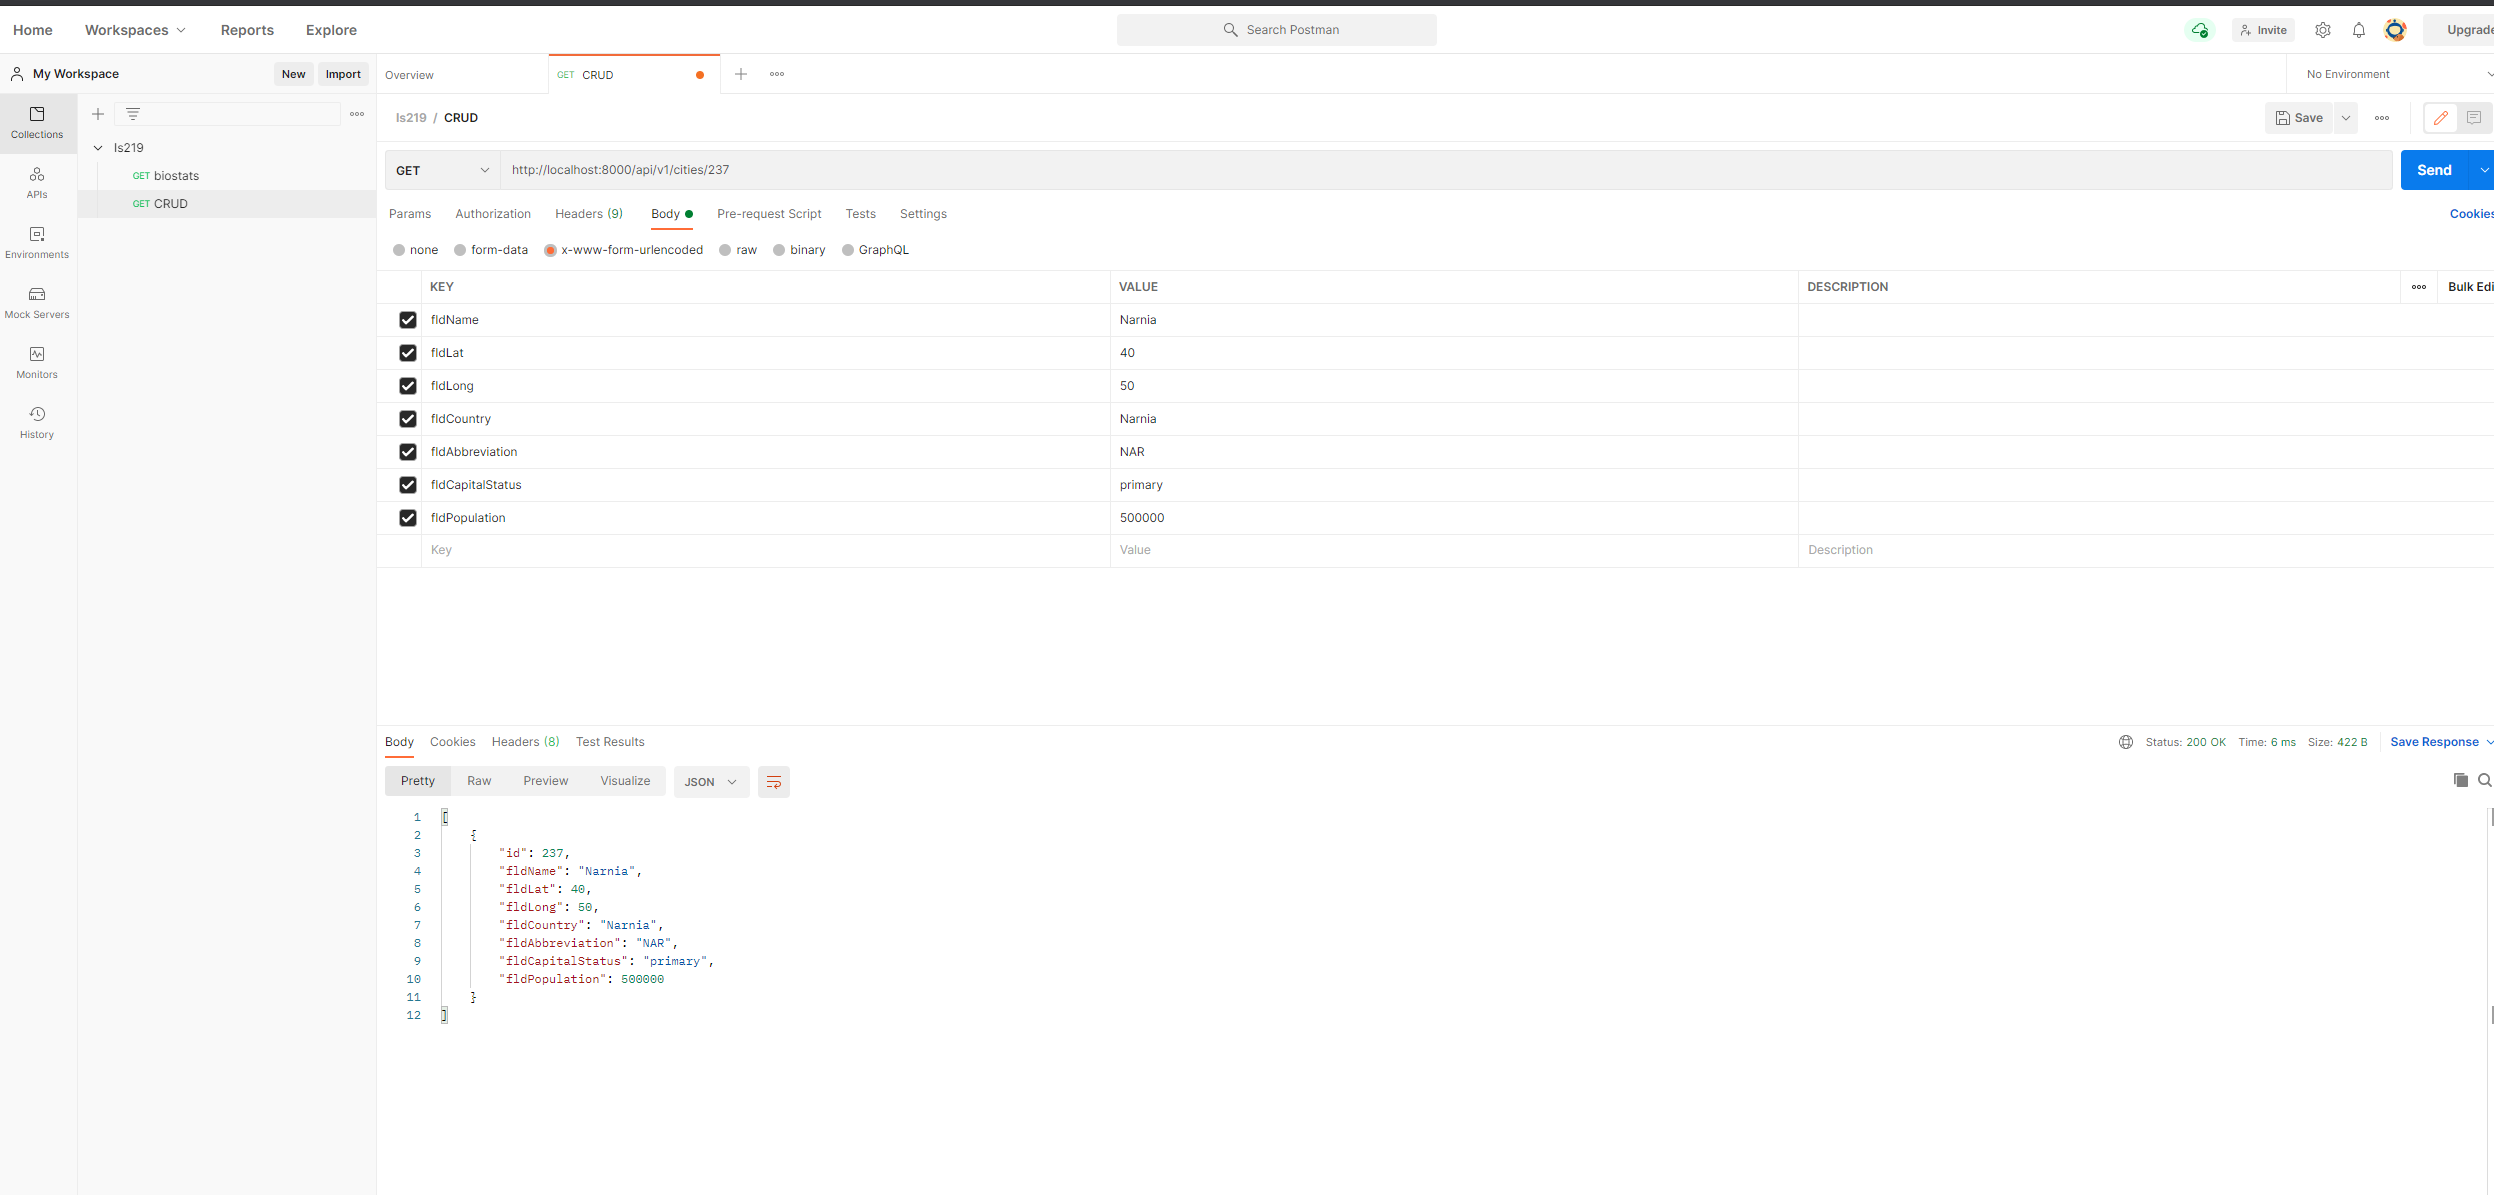 Home Workspaces Reports Explore Search Postman Invite Upgrade
My Workspace New Import Overview GET CRUD No Environment
Is219 / CRUD Save
Collections
APIs
Environments
Mock Servers
Monitors
History
Is219
GET biostats
GET CRUD
GET http://localhost:8000/api/v1/cities/237 Send
Params Authorization Headers (9) Body Pre-request Script Tests Settings Cookies
none form-data x-www-form-urlencoded raw binary GraphQL
KEY VALUE DESCRIPTION Bulk Edi
fldName Narnia
fldLat 40
fldLong 50
fldCountry Narnia
fldAbbreviation NAR
fldCapitalStatus primary
fldPopulation 500000
Key Value Description
Body Cookies Headers (8) Test Results Status: 200 OK Time: 6 ms Size: 422 B Save Response
Pretty Raw Preview Visualize JSON
1 [
2 {
3 "id": 237,
4 "fldName": "Narnia",
5 "fldLat": 40,
6 "fldLong": 50,
7 "fldCountry": "Narnia",
8 "fldAbbreviation": "NAR",
9 "fldCapitalStatus": "primary",
10 "fldPopulation": 500000
11 }
12 ]